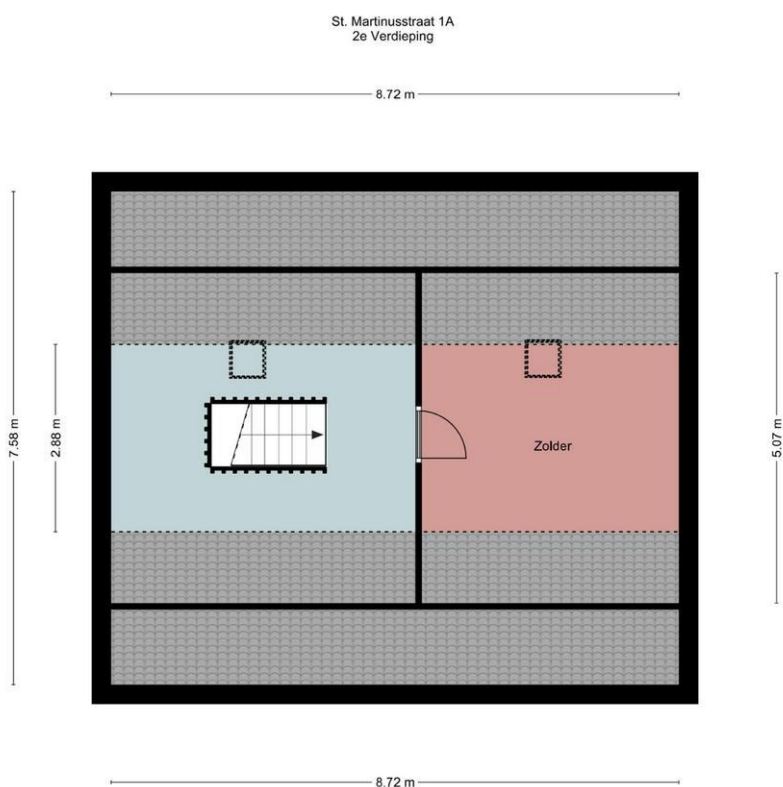 St. Martinusstraat 1A
2e Verdieping
8.72 m
7.58 m
2.88 m
5.07 m
Zolder
8.72 m